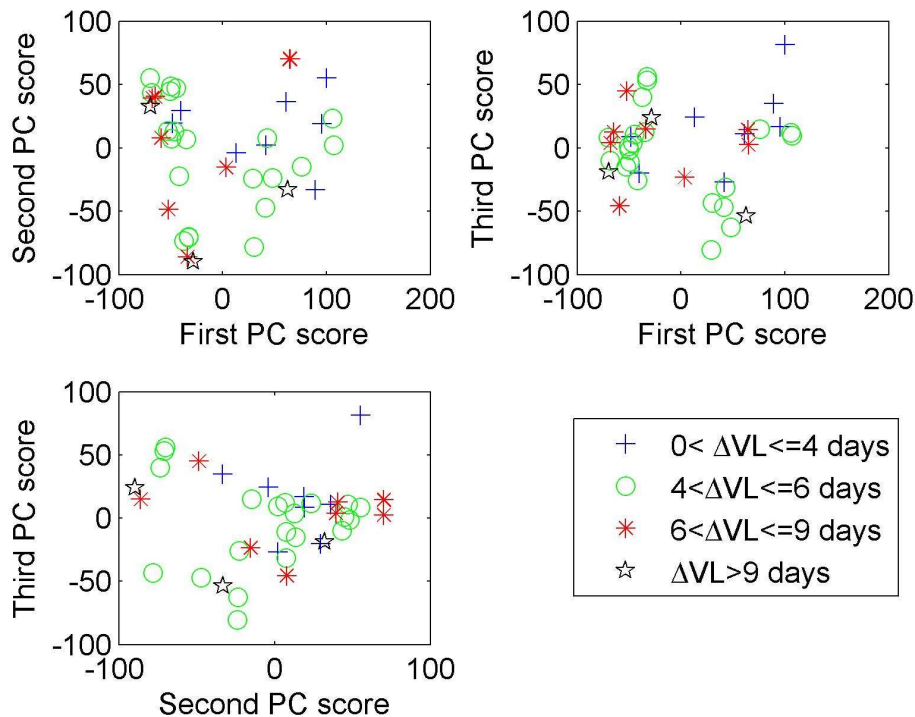 100
50
0
-50
-100
-100 0 100 200
Second PC score
First PC score
100
50
0
-50
-100
-100 0 100 200
Third PC score
First PC score
100
50
0
-50
-100
-100 0 100
Third PC score
Second PC score
0< ΔVL<=4 days
4<ΔVL<=6 days
6<ΔVL<=9 days
ΔVL>9 days